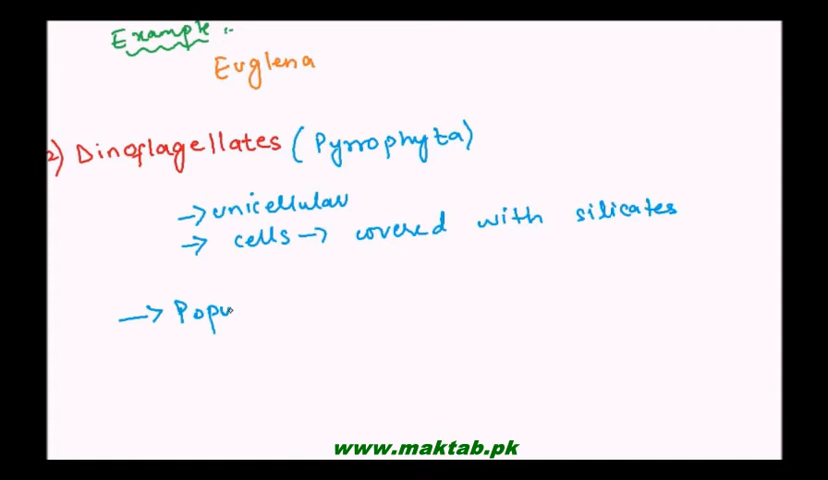 Example :-
Euglena
2) Dinoflagellates (Pyrrophyta)
→ unicellular
→ cells → covered with silicates
→ Popu
www.maktab.pk